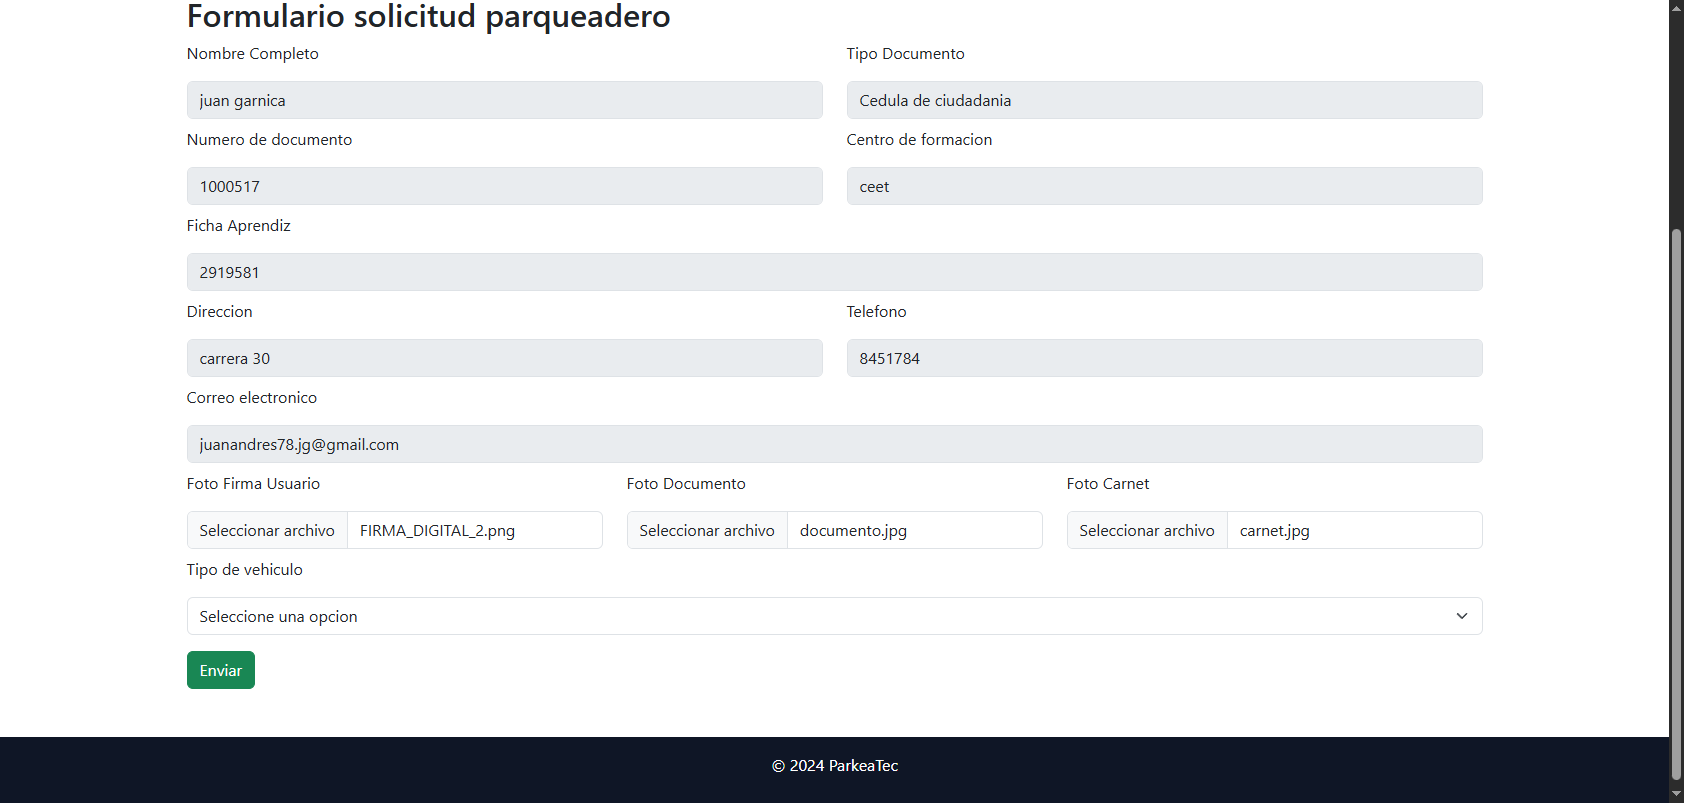 Formulario solicitud parqueadero
Nombre Completo Tipo Documento
juan garnica Cedula de ciudadania
Numero de documento Centro de formacion
1000517 ceet
Ficha Aprendiz
2919581
Direccion Telefono
carrera 30 8451784
Correo electronico
juanandres78.jg@gmail.com
Foto Firma Usuario Foto Documento Foto Carnet
Seleccionar archivo FIRMA_DIGITAL_2.png Seleccionar archivo documento.jpg Seleccionar archivo carnet.jpg
Tipo de vehiculo
Seleccione una opcion
Enviar
© 2024 ParkeaTec